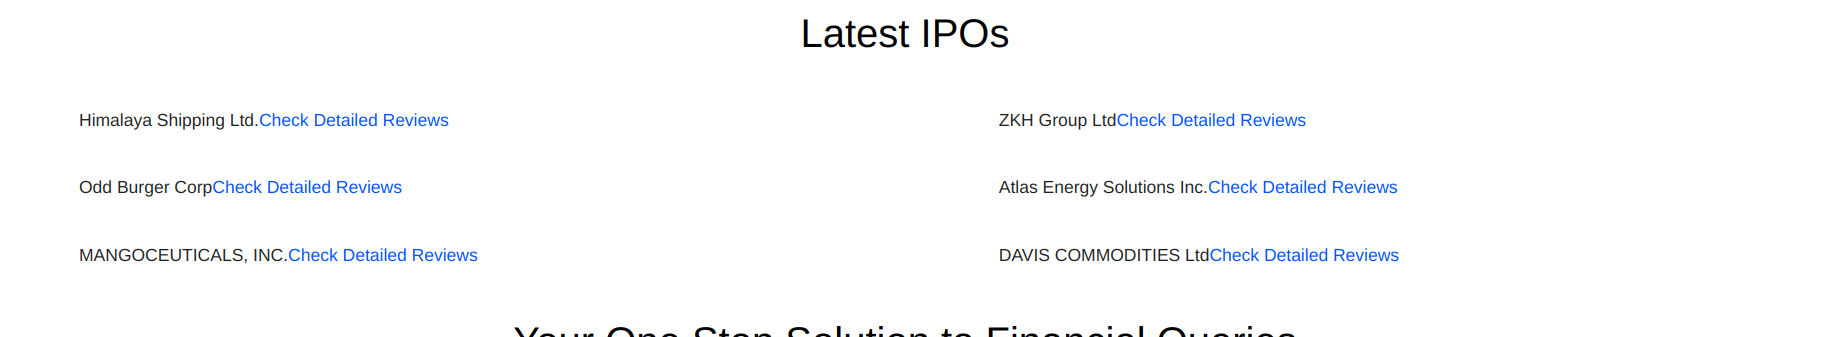 Latest IPOs
Himalaya Shipping Ltd.Check Detailed Reviews
ZKH Group LtdCheck Detailed Reviews
Odd Burger CorpCheck Detailed Reviews
Atlas Energy Solutions Inc.Check Detailed Reviews
MANGOCEUTICALS, INC.Check Detailed Reviews
DAVIS COMMODITIES LtdCheck Detailed Reviews
Your One Stop Solution to Financial Queries